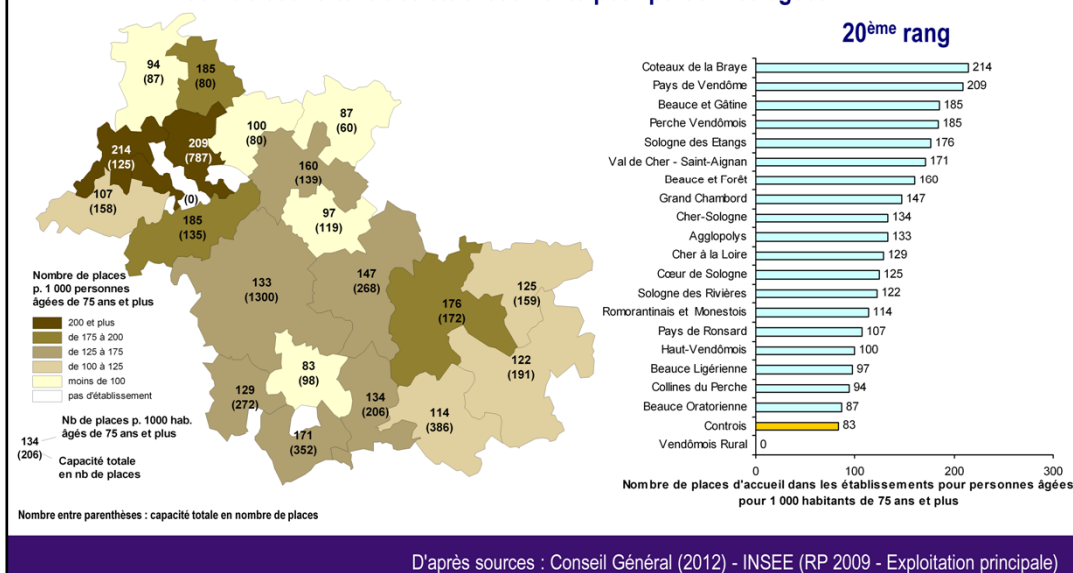 20ème rang
94
(87)
185
(80)
100
(80)
87
(60)
209
(787)
214
(125)
160
(139)
107
(158)
(0)
97
(119)
185
(135)
133
(1300)
147
(268)
125
(159)
176
(172)
122
(191)
83
(98)
129
(272)
134
(206)
114
(386)
171
(352)
Nombre de places
p. 1 000 personnes
âgées de 75 ans et plus
200 et plus
de 175 à 200
de 125 à 175
de 100 à 125
moins de 100
pas d'établissement
Nb de places p. 1000 hab.
âgés de 75 ans et plus
134
(206)
Capacité totale
en nb de places
Nombre entre parenthèses : capacité totale en nombre de places
Coteaux de la Braye 214
Pays de Vendôme 209
Beauce et Gâtine 185
Perche Vendômois 185
Sologne des Etangs 176
Val de Cher - Saint-Aignan 171
Beauce et Forêt 160
Grand Chambord 147
Cher-Sologne 134
Agglopolys 133
Cher à la Loire 129
Cœur de Sologne 125
Sologne des Rivières 122
Romorantinais et Monestois 114
Pays de Ronsard 107
Haut-Vendômois 100
Beauce Ligérienne 97
Collines du Perche 94
Beauce Oratorienne 87
Controis 83
Vendômois Rural 0
0 100 200 300
Nombre de places d'accueil dans les établissements pour personnes âgées
pour 1 000 habitants de 75 ans et plus
D'après sources : Conseil Général (2012) - INSEE (RP 2009 - Exploitation principale)